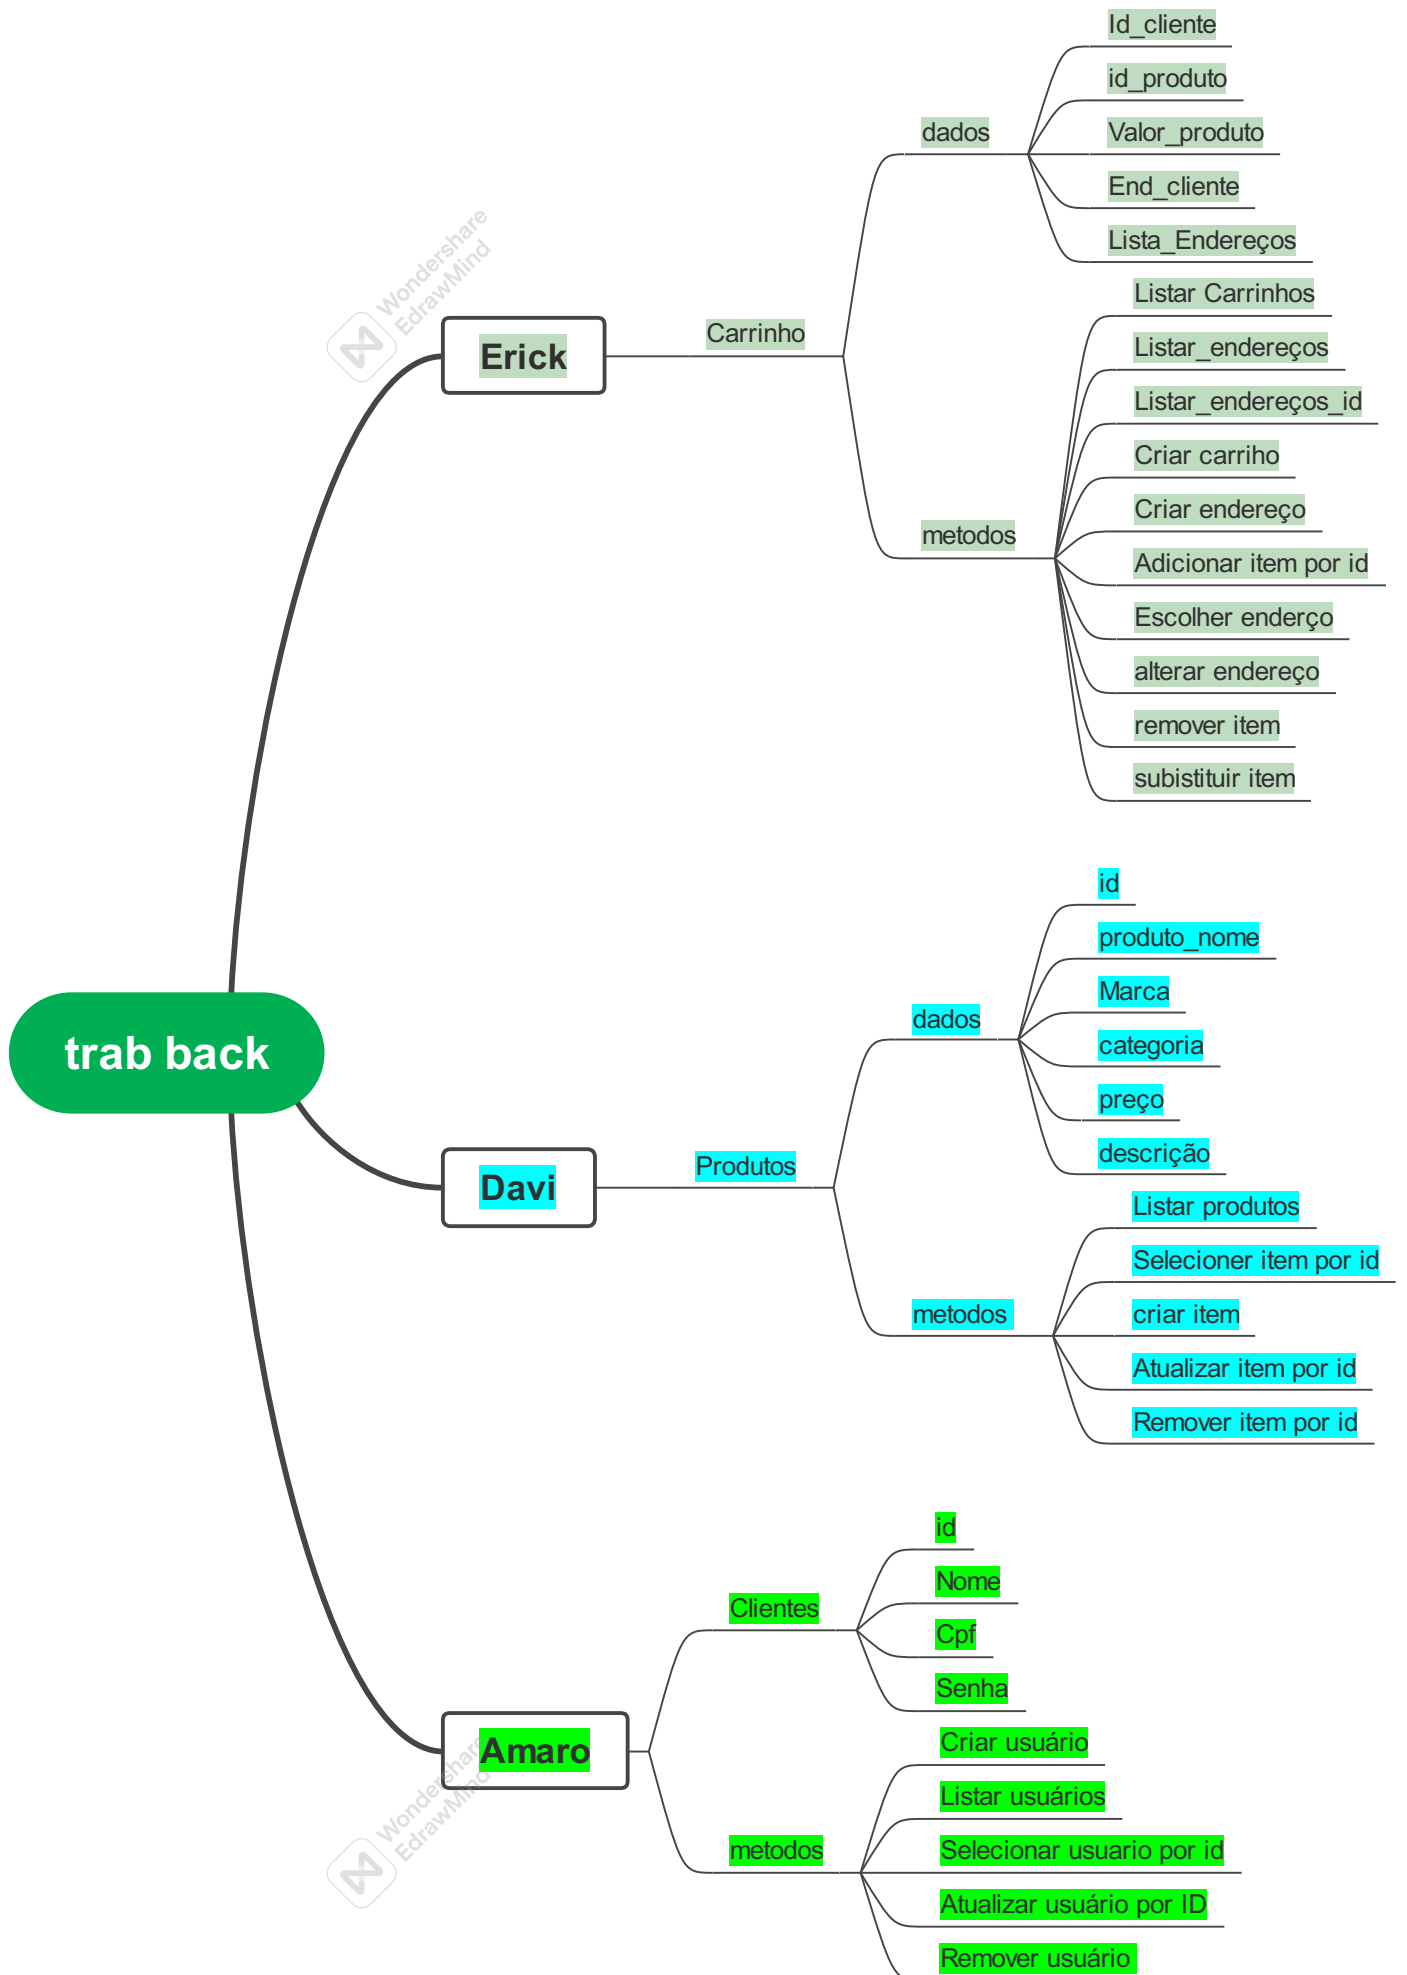 Id_cliente
id_produto
dados
Valor_produto
End_cliente
Lista_Endereços
Wondershare
EdrawMind
Erick
Carrinho
Listar Carrinhos
Listar_endereços
Listar_endereços_id
Criar carriho
Criar endereço
metodos
Adicionar item por id
Escolher enderço
alterar endereço
remover item
subistituir item
trab back
id
produto_nome
Marca
dados
categoria
preço
descrição
Davi
Produtos
Listar produtos
Selecioner item por id
metodos
criar item
Atualizar item por id
Remover item por id
id
Nome
Clientes
Cpf
Senha
Amaro
Wondershare
EdrawMind
Criar usuário
Listar usuários
metodos
Selecionar usuario por id
Atualizar usuário por ID
Remover usuário